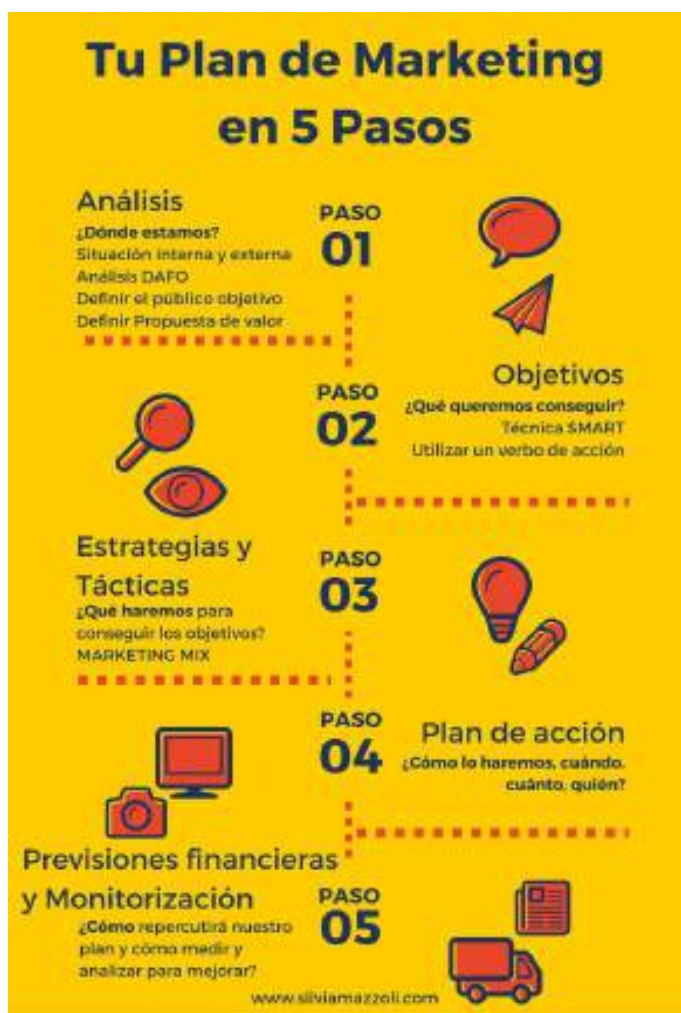 Tu Plan de Marketing
en 5 Pasos
Análisis
¿Dónde estamos?
Situación interna y externa
Análisis DAFO
Definir el público objetivo
Definir Propuesta de valor
PASO
01
Objetivos
¿Qué queremos conseguir?
Técnica SMART
Utilizar un verbo de acción
PASO
02
Estrategias y
Tácticas
¿Qué haremos para
conseguir los objetivos?
MARKETING MIX
PASO
03
PASO
04
Plan de acción
¿Cómo lo haremos, cuándo,
cuánto, quién?
Previsiones financieras
y Monitorización
¿Cómo repercutirá nuestro
plan y cómo medir y
analizar para mejorar?
PASO
05
www.silviamazzoli.com